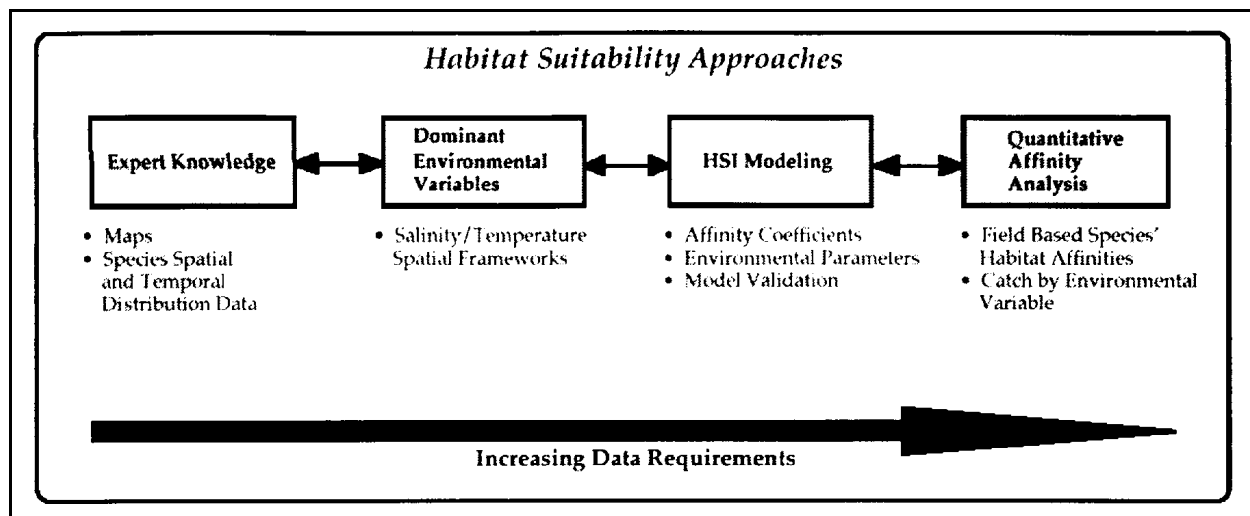 Habitat Suitability Approaches
Expert Knowledge
• Maps
• Species Spatial
and Temporal
Distribution Data
Dominant
Environmental
Variables
• Salinity/Temperature
Spatial Frameworks
HSI Modeling
• Affinity Coefficients
• Environmental Parameters
• Model Validation
Quantitative
Affinity
Analysis
• Field Based Species'
Habitat Affinities
• Catch by Environmental
Variable
Increasing Data Requirements